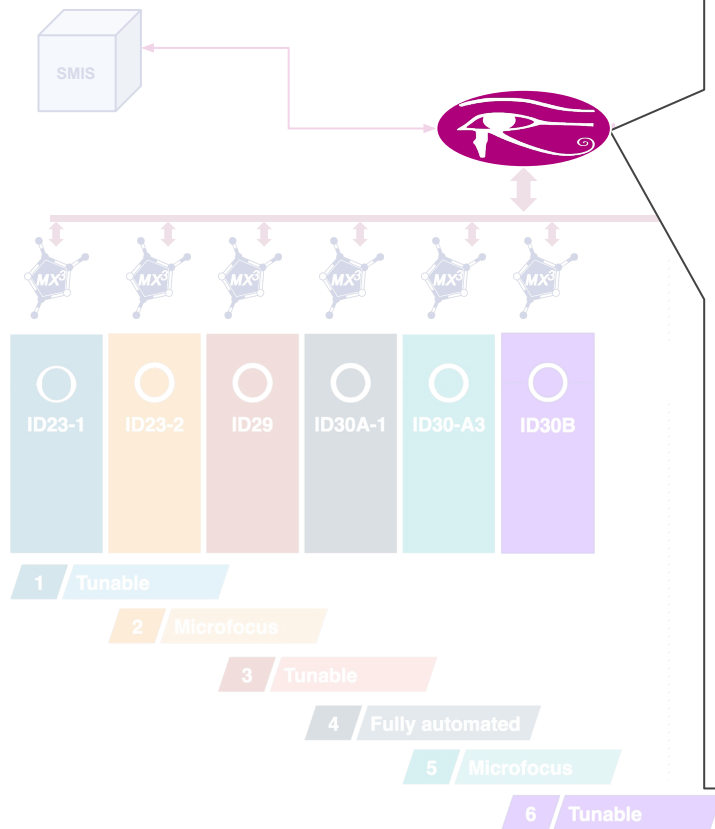 SMIS
MX3 MX3 MX3 MX3 MX3 MX3
ID23-1 ID23-2 ID29 ID30A-1 ID30-A3 ID30B
1 Tunable
2 Microfocus
3 Tunable
4 Fully automated
5 Microfocus
6 Tunable